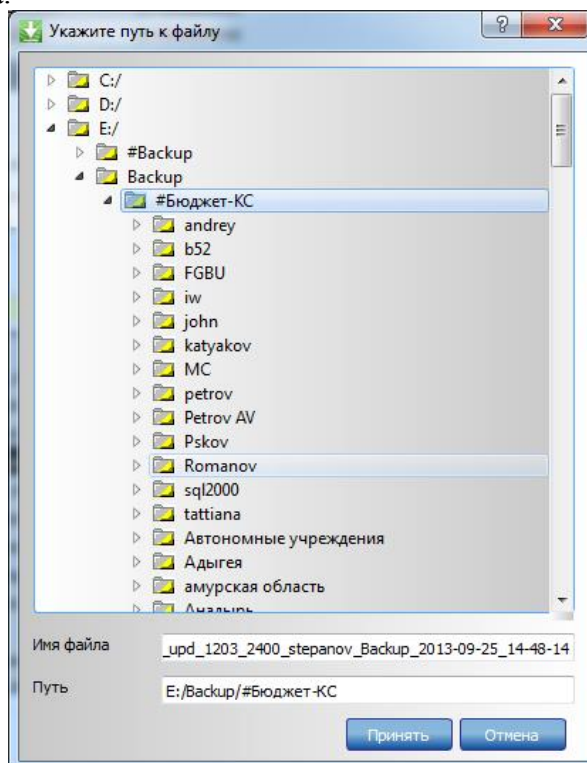 Укажите путь к файлу
C:/
D:/
E:/
#Backup
Backup
#Бюджет-КС
andrey
b52
FGBU
iw
john
katyakov
MC
petrov
Petrov AV
Pskov
Romanov
sql2000
tattiana
Автономные учреждения
Адыгея
амурская область
Анадырь
Имя файла
_upd_1203_2400_stepanov_Backup_2013-09-25_14-48-14
Путь
E:/Backup/#Бюджет-КС
Принять Отмена